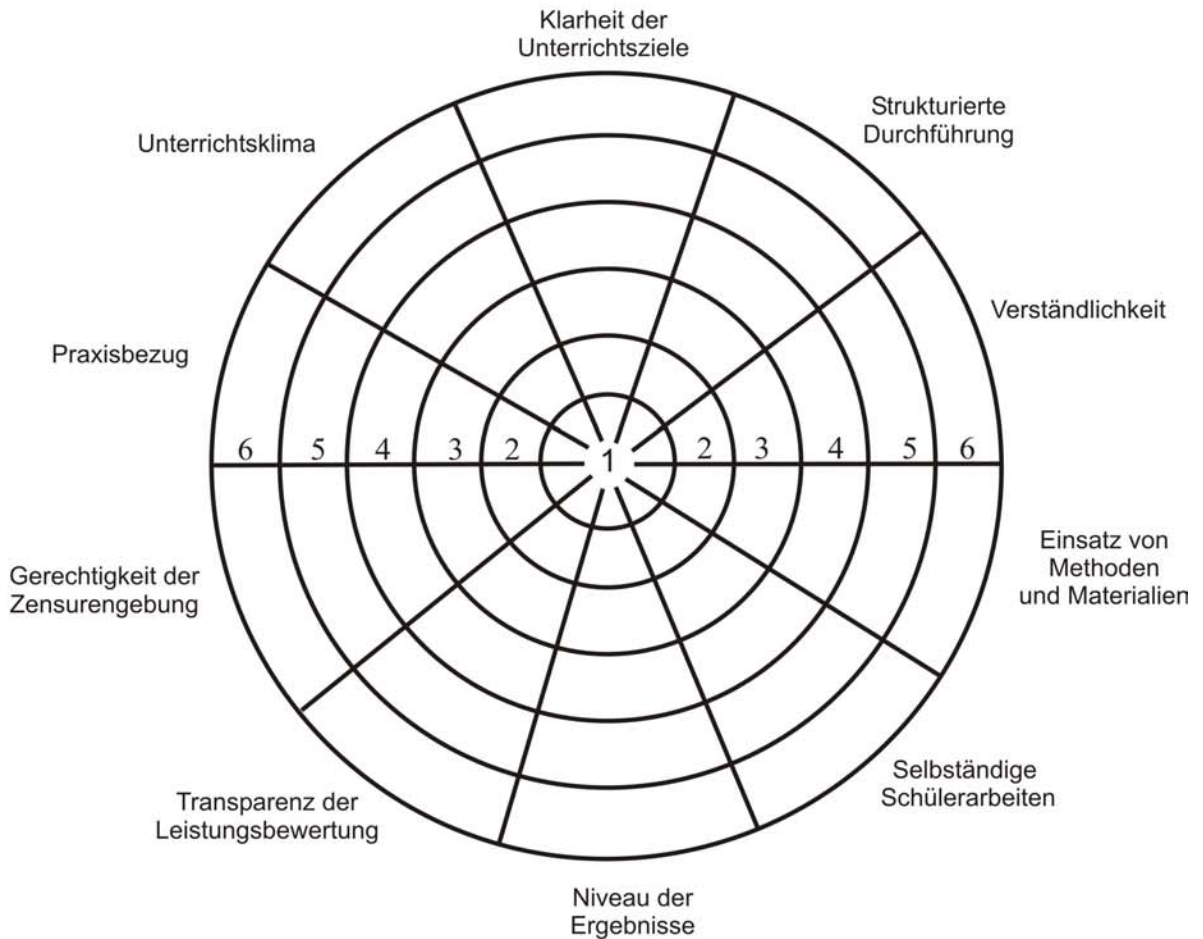 Klarheit der
Unterrichtsziele
Strukturierte
Durchführung
Unterrichtsklima
Verständlichkeit
Praxisbezug
6 5 4 3 2 1 2 3 4 5 6
Einsatz von
Methoden
und Materialien
Gerechtigkeit der
Zensurengebung
Selbständige
Schülerarbeiten
Transparenz der
Leistungsbewertung
Niveau der
Ergebnisse